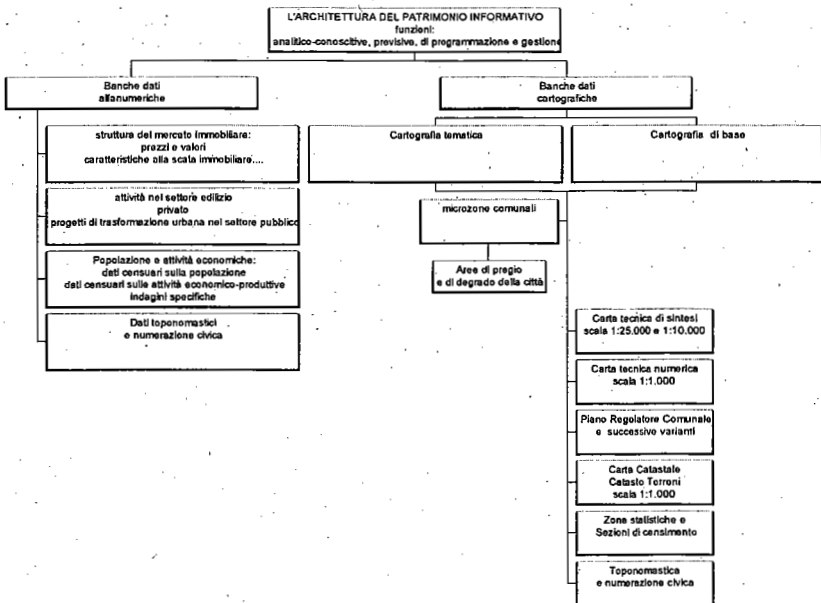 L'ARCHITETTURA DEL PATRIMONIO INFORMATIVO
funzioni:
analitico-conoscitive, previsive, di programmazione e gestione
Banche dati
alfanumeriche
Banche dati
cartografiche
struttura del mercato immobiliare:
prezzi e valori
caratteristiche alla scala immobiliare....
Cartografia tematica
Cartografia di base
attività nel settore edilizio
privato
progetti di trasformazione urbana nel settore pubblico
microzone comunali
Popolazione e attività economiche:
dati censuari sulla popolazione
dati censuari sulle attività economico-produttive
indagini specifiche
Aree di pregio
e di degrado della città
Dati toponomastici
e numerazione civica
Carta tecnica di sintesi
scala 1:25.000 e 1:10.000
Carta tecnica numerica
scala 1:1.000
Piano Regolatore Comunale
e successive varianti
Carta Catastale
Catasto Terreni
scala 1:1.000
Zone statistiche e
Sezioni di censimento
Toponomastica
e numerazione civica